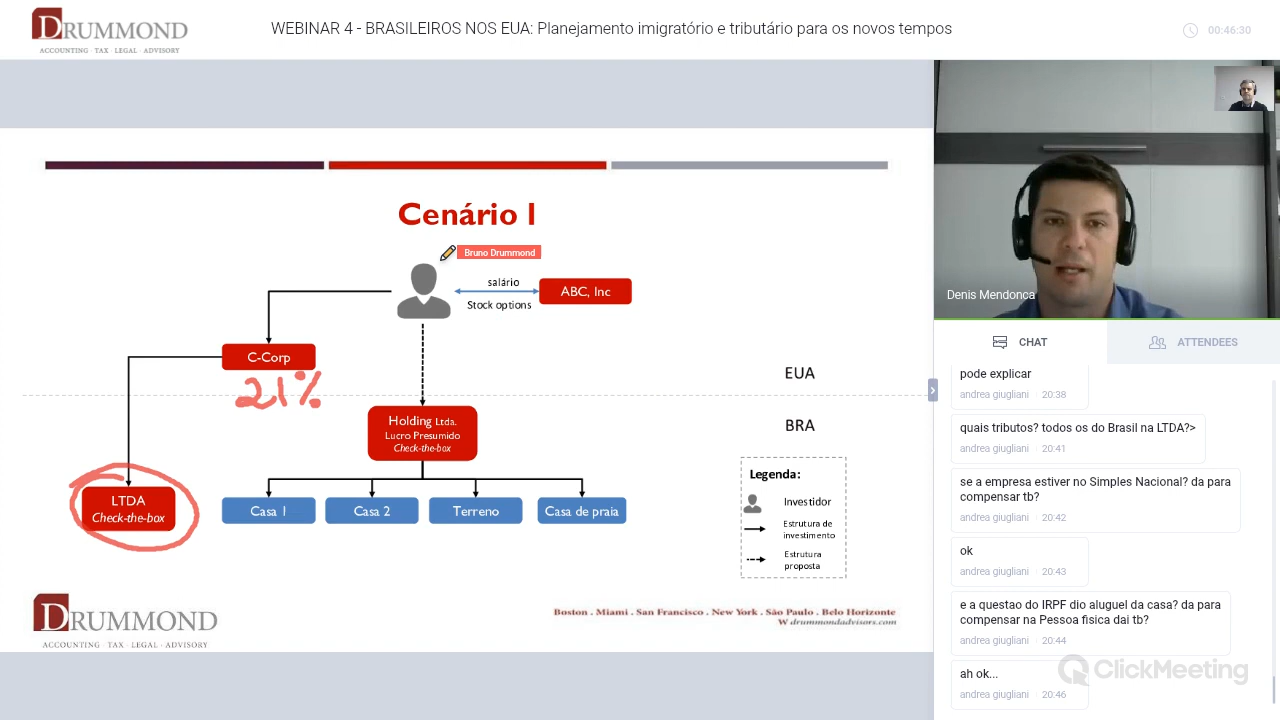 DRUMMOND
ACCOUNTING · TAX · LEGAL · ADVISORY
WEBINAR 4 - BRASILEIROS NOS EUA: Planejamento imigratório e tributário para os novos tempos
00:46:30
Cenário I
Bruno Drummond
salário
Stock options
ABC, Inc
C-Corp
21%
EUA
BRA
Holding Ltda.
Lucro Presumido
Check-the-box
LTDA
Check-the-box
Casa 1
Casa 2
Terreno
Casa de praia
Legenda:
Investidor
Estrutura de
investimento
Estrutura
proposta
DRUMMOND
ACCOUNTING · TAX · LEGAL · ADVISORY
Boston . Miami . San Francisco . New York . São Paulo . Belo Horizonte
W drummondadvisors.com
Denis Mendonca
CHAT
ATTENDEES
pode explicar
andrea giugliani · 20:38
quais tributos? todos os do Brasil na LTDA?>
andrea giugliani · 20:41
se a empresa estiver no Simples Nacional? da para
compensar tb?
andrea giugliani · 20:42
ok
andrea giugliani · 20:43
e a questao do IRPF dio aluguel da casa? da para
compensar na Pessoa fisica dai tb?
andrea giugliani · 20:44
ah ok...
andrea giugliani · 20:46
ClickMeeting